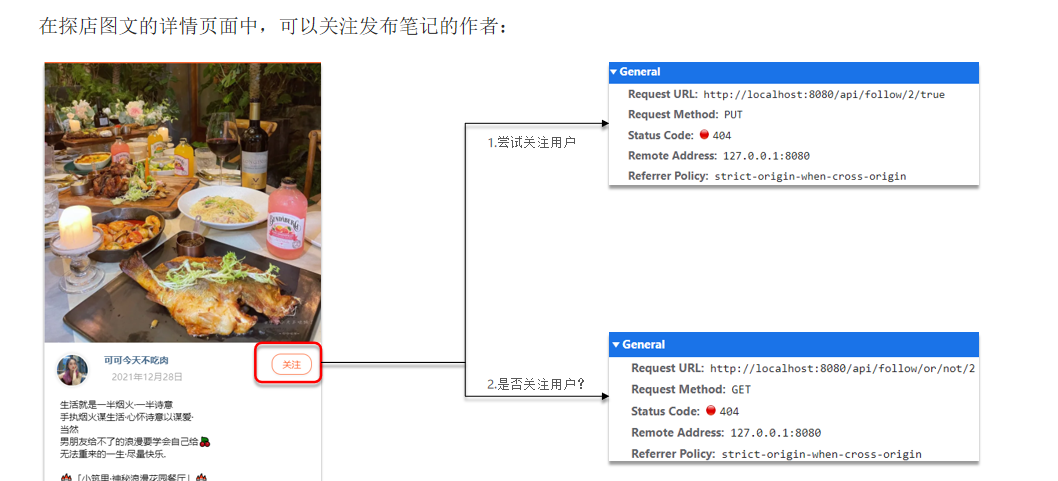 在探店图文的详情页面中，可以关注发布笔记的作者：
可可今天不吃肉
2021年12月28日
关注
生活就是一半烟火·一半诗意
手执烟火谋生活·心怀诗意以谋爱·
当然
男朋友给不了的浪漫要学会自己给🍒
无法重来的一生·尽量快乐.
🏰「小筑里·神秘浪漫花园餐厅」🏰
1.尝试关注用户
General
Request URL: http://localhost:8080/api/follow/2/true
Request Method: PUT
Status Code: 🔴 404
Remote Address: 127.0.0.1:8080
Referrer Policy: strict-origin-when-cross-origin
2.是否关注用户？
General
Request URL: http://localhost:8080/api/follow/or/not/2
Request Method: GET
Status Code: 🔴 404
Remote Address: 127.0.0.1:8080
Referrer Policy: strict-origin-when-cross-origin